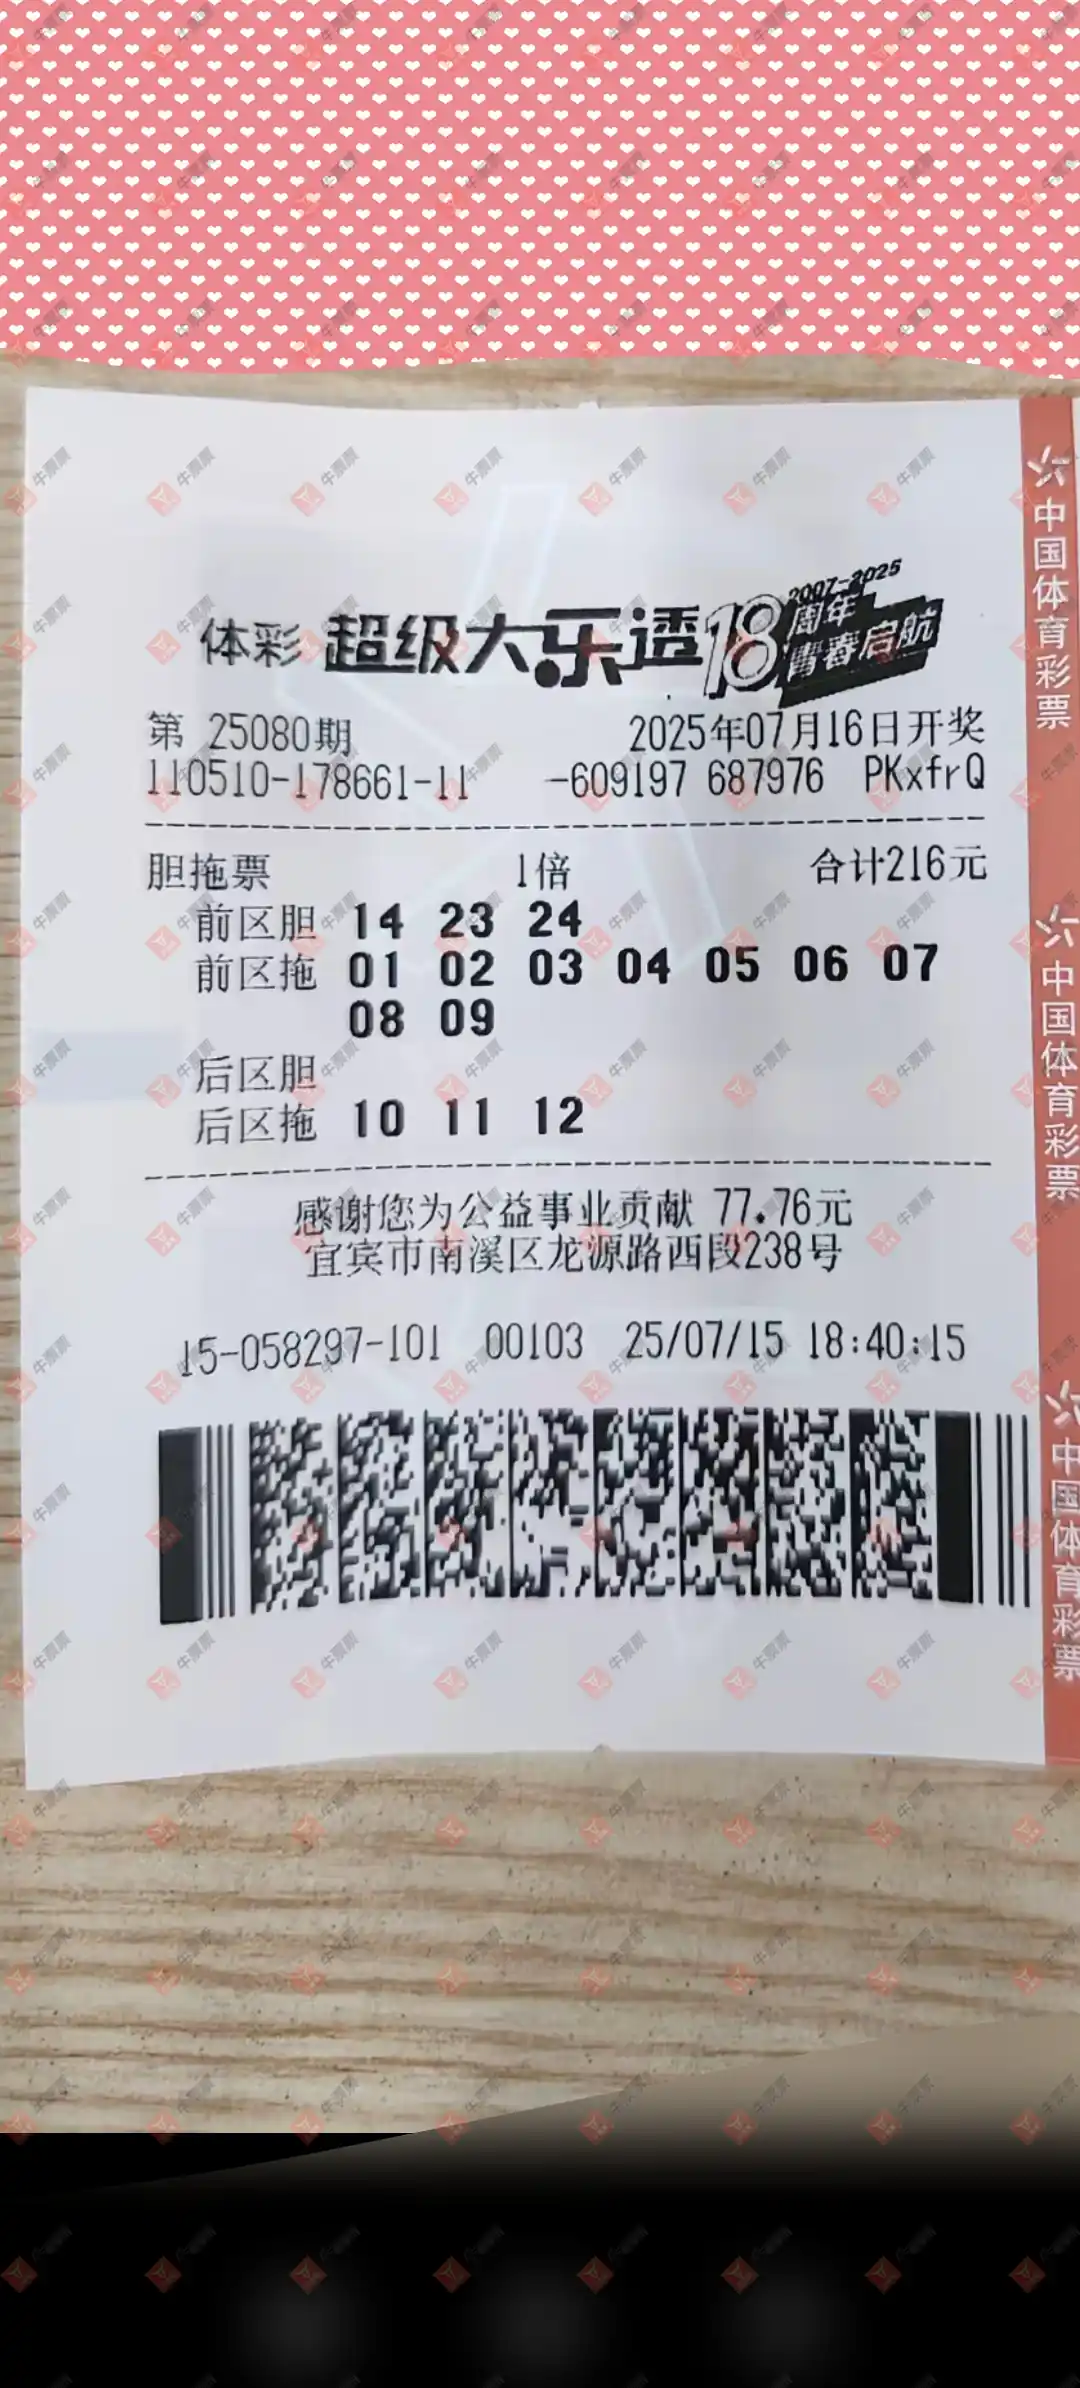 体彩 超级大乐透 18周年 2007-2025 青春启航
第 25080期 2025年07月16日开奖
110510-178661-11 -609197 687976 PKxfrQ
胆拖票 1倍 合计216元
前区胆 14 23 24
前区拖 01 02 03 04 05 06 07
08 09
后区胆
后区拖 10 11 12
感谢您为公益事业贡献 77.76元
宜宾市南溪区龙源路西段238号
15-058297-101 00103 25/07/15 18:40:15
中国体育彩票
中国体育彩票
中国体育彩票
牛票票